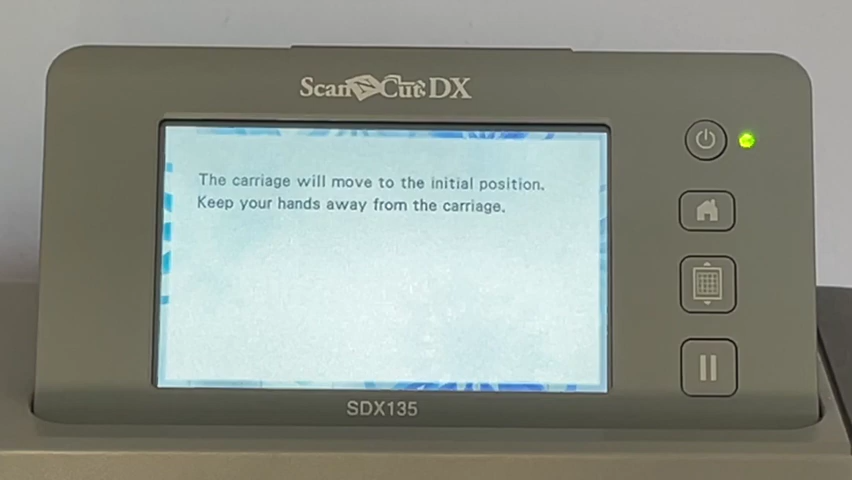 ScanNCut DX
The carriage will move to the initial position.
Keep your hands away from the carriage.
SDX135